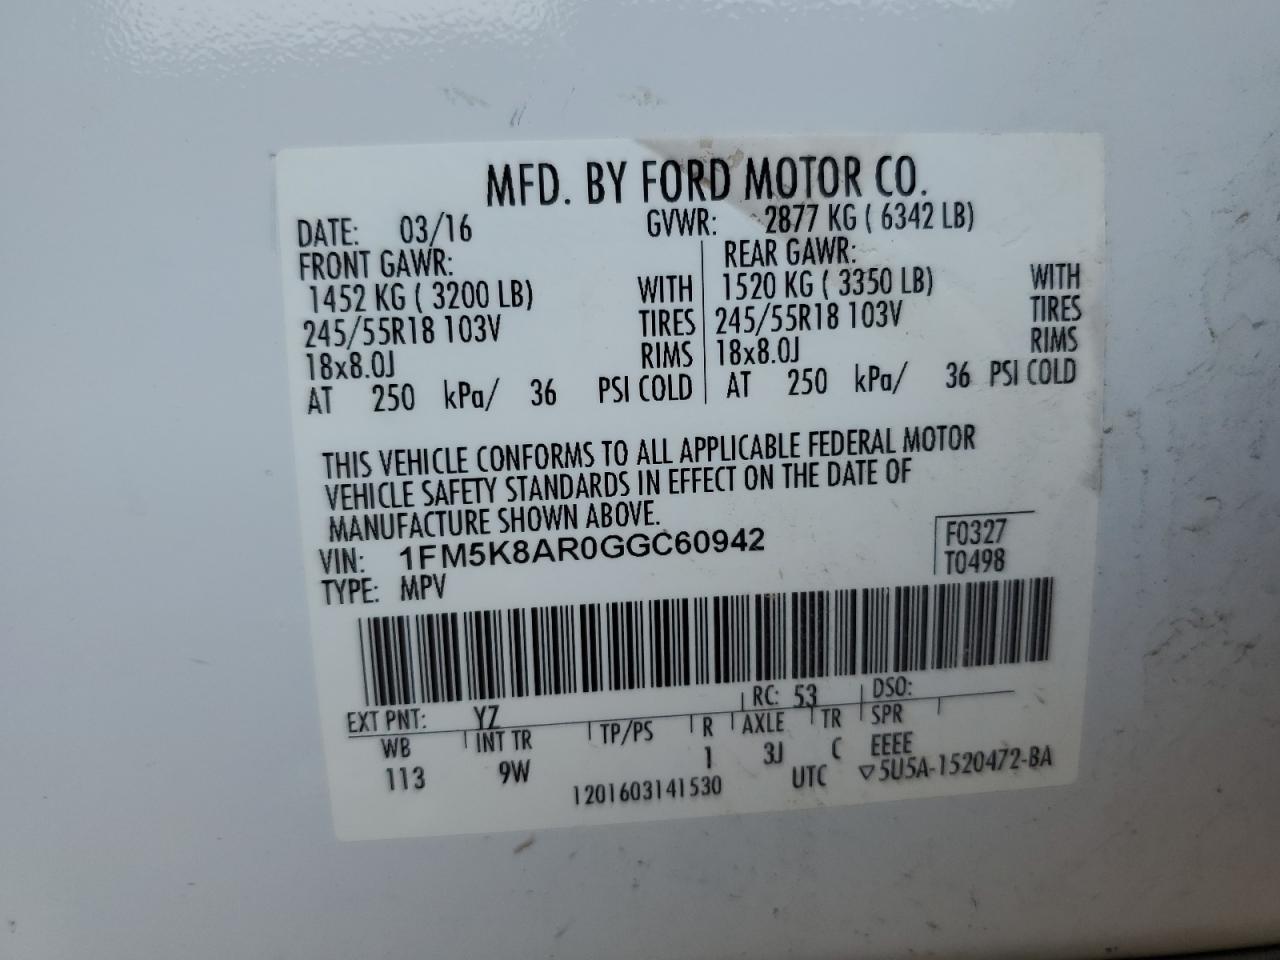 MFD. BY FORD MOTOR CO.
DATE: 03/16 GVWR: 2877 KG ( 6342 LB)
FRONT GAWR: REAR GAWR:
1452 KG ( 3200 LB) WITH 1520 KG ( 3350 LB) WITH
245/55R18 103V TIRES 245/55R18 103V TIRES
18x8.0J RIMS 18x8.0J RIMS
AT 250 kPa/ 36 PSI COLD AT 250 kPa/ 36 PSI COLD
THIS VEHICLE CONFORMS TO ALL APPLICABLE FEDERAL MOTOR
VEHICLE SAFETY STANDARDS IN EFFECT ON THE DATE OF
MANUFACTURE SHOWN ABOVE.
VIN: 1FM5K8AR0GGC60942 F0327
TYPE: MPV T0498
EXT PNT: YZ RC: 53 DSO:
WB INT TR TP/PS R AXLE TR SPR
113 9W 1 3J C EEEE
1201603141530 UTC ▽5U5A-1520472-BA